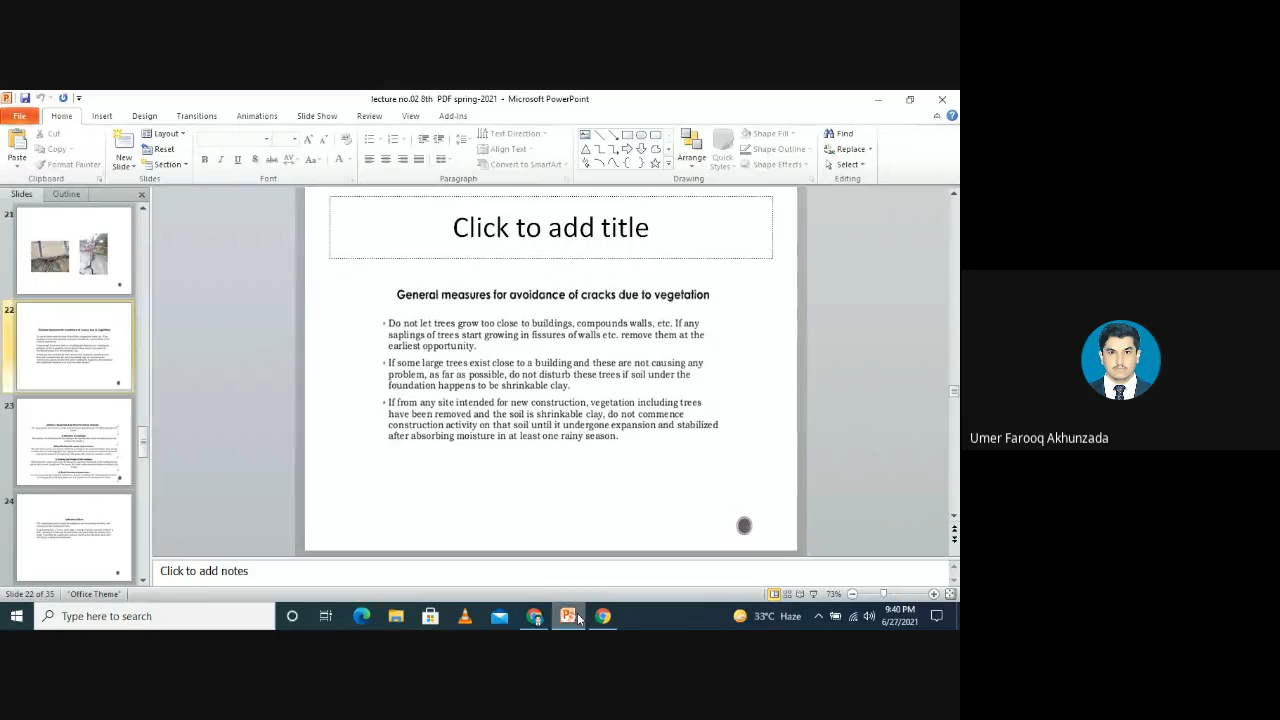 lecture no.02 8th PDF spring-2021 - Microsoft PowerPoint
File Home Insert Design Transitions Animations Slide Show Review View Add-Ins
Paste
Cut
Copy
Format Painter
Clipboard
New Slide
Layout
Reset
Section
Slides
Font
Text Direction
Align Text
Convert to SmartArt
Paragraph
Arrange
Quick Styles
Shape Fill
Shape Outline
Shape Effects
Drawing
Find
Replace
Select
Editing
Slides Outline
21
22
23
24
Click to add title
General measures for avoidance of cracks due to vegetation
Do not let trees grow too close to buildings, compounds walls, etc. If any
saplings of trees start growing in fissures of walls etc. remove them at the
earliest opportunity.
If some large trees exist close to a building and these are not causing any
problem, as far as possible, do not disturb these trees if soil under the
foundation happens to be shrinkable clay.
If from any site intended for new construction, vegetation including trees
have been removed and the soil is shrinkable clay, do not commence
construction activity on that soil until it undergone expansion and stabilized
after absorbing moisture in at least one rainy season.
Click to add notes
Slide 22 of 35 "Office Theme" 73%
Type here to search
33°C Haze
9:40 PM
6/27/2021
Umer Farooq Akhunzada